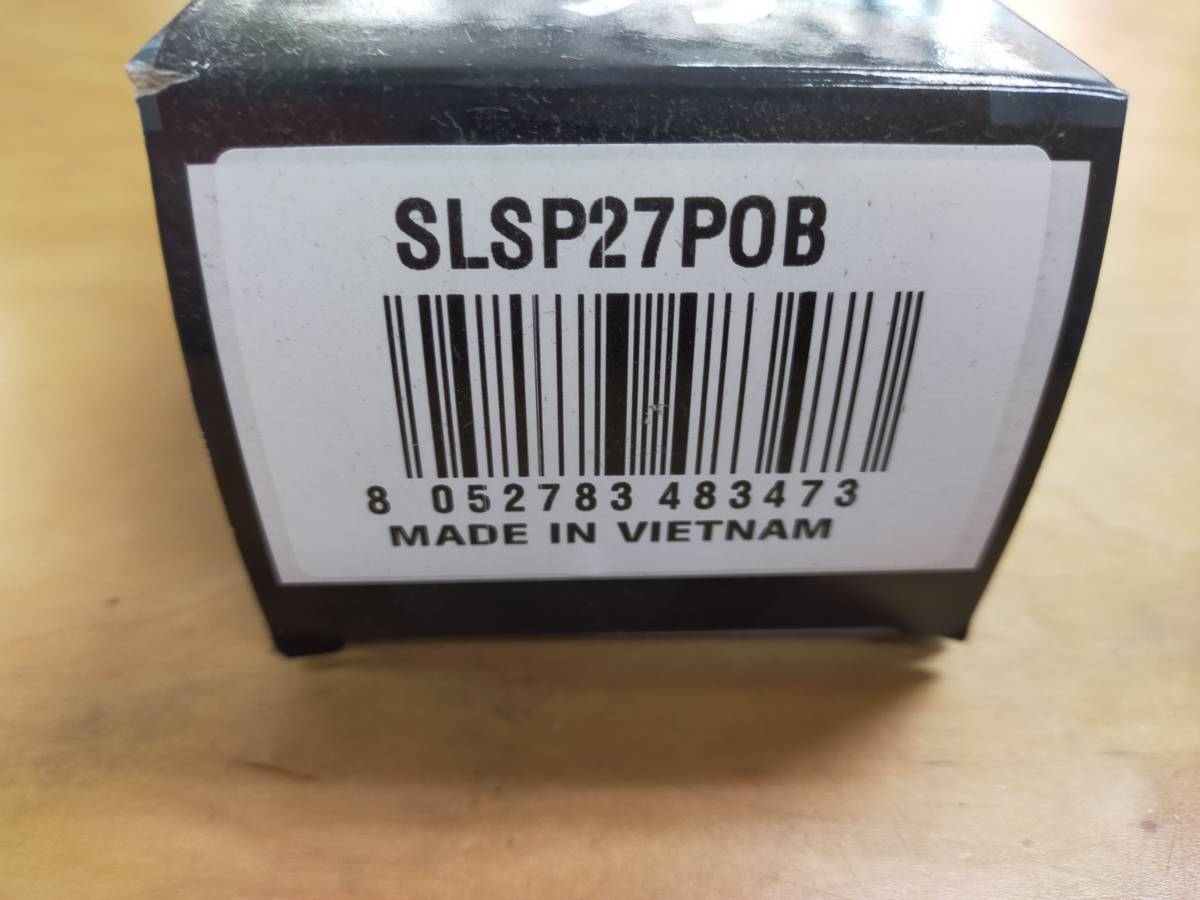 SLSP27POB
8 052783 483473
MADE IN VIETNAM